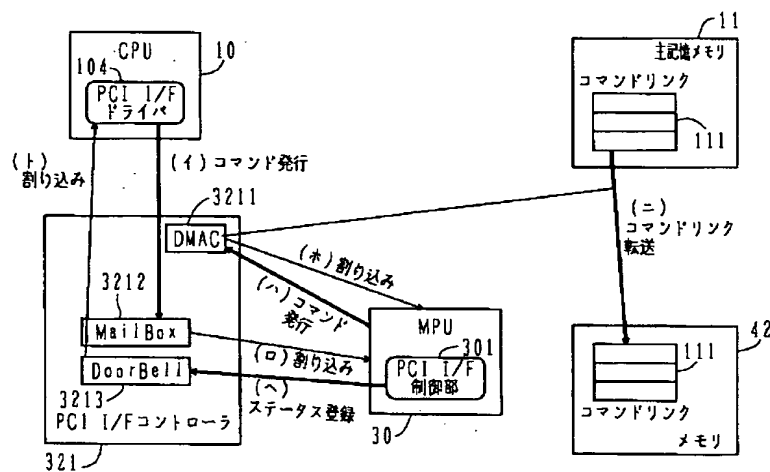 CPU
10
104
PCI I/F
ドライバ
(ト)
割り込み
(イ)コマンド発行
11
主記憶メモリ
コマンドリンク
111
(ニ)
コマンドリンク
転送
3211
DMAC
(ホ)割り込み
(ハ)コマンド
発行
3212
MailBox
(ロ)割り込み
DoorBell
3213
(ヘ)
ステータス登録
PCI I/Fコントローラ
321
MPU
301
PCI I/F
制御部
30
42
111
コマンドリンク
メモリ